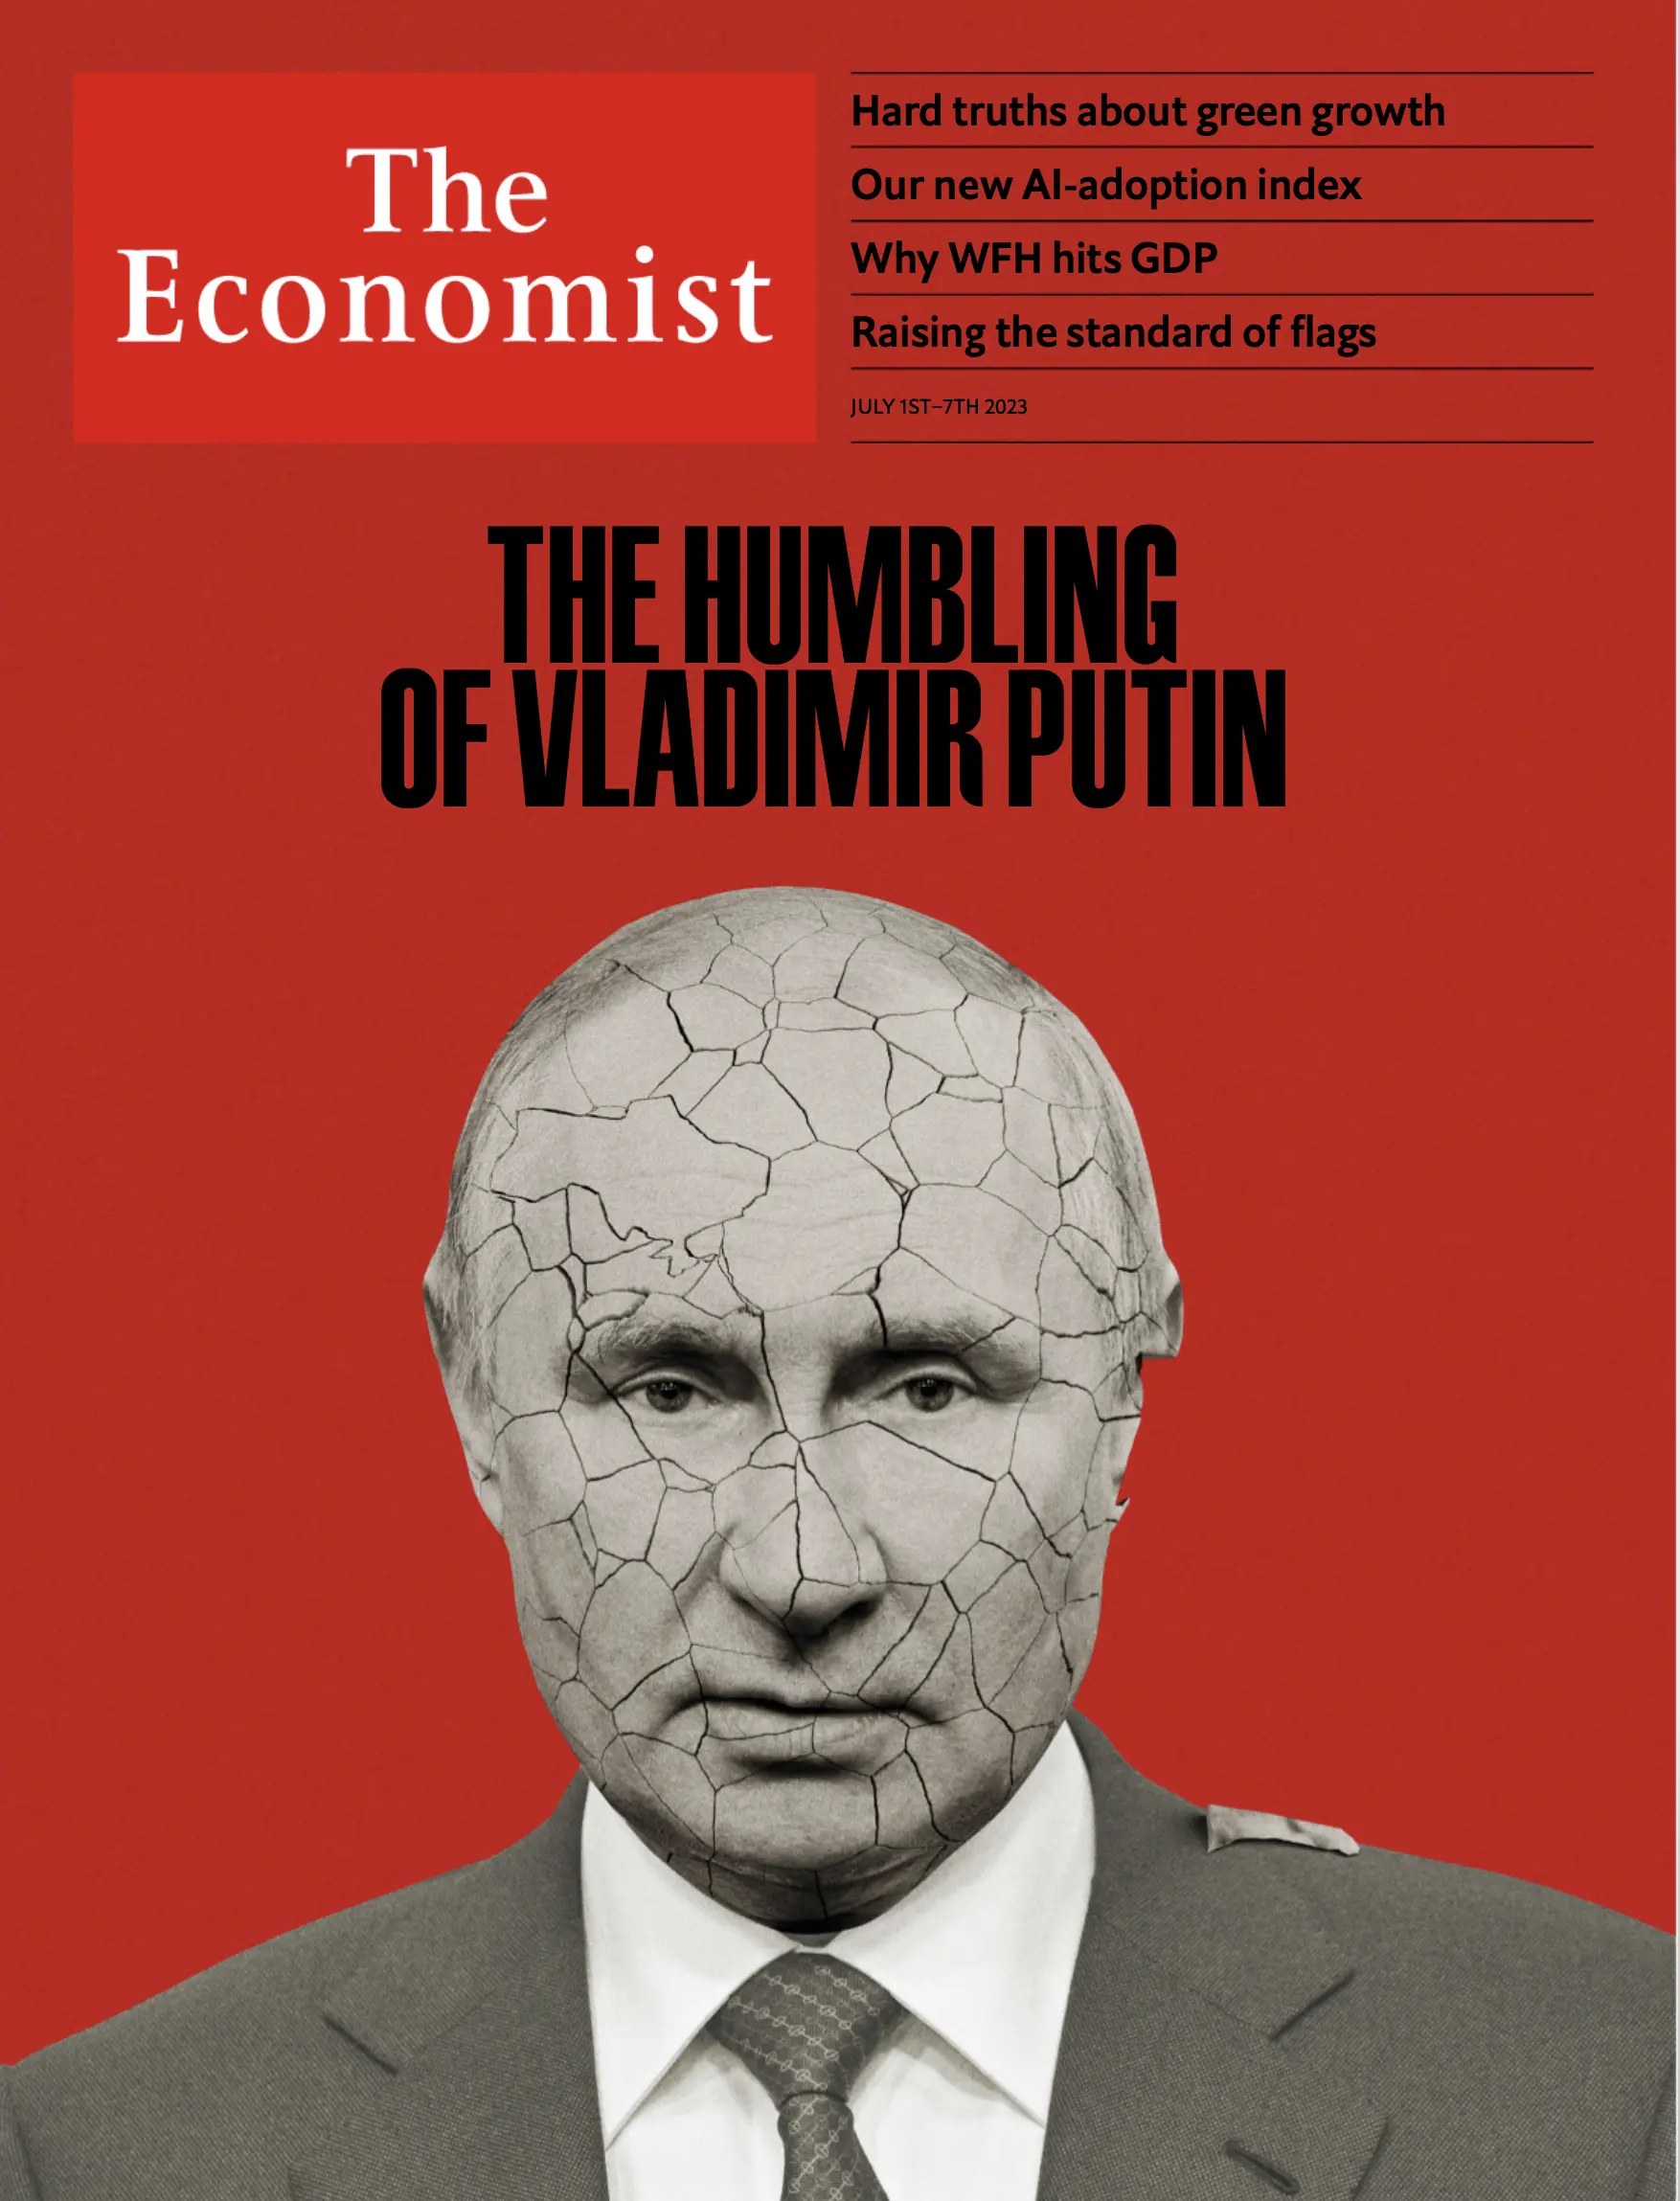 The
Economist
Hard truths about green growth
Our new AI-adoption index
Why WFH hits GDP
Raising the standard of flags
JULY 1ST–7TH 2023
THE HUMBLING
OF VLADIMIR PUTIN